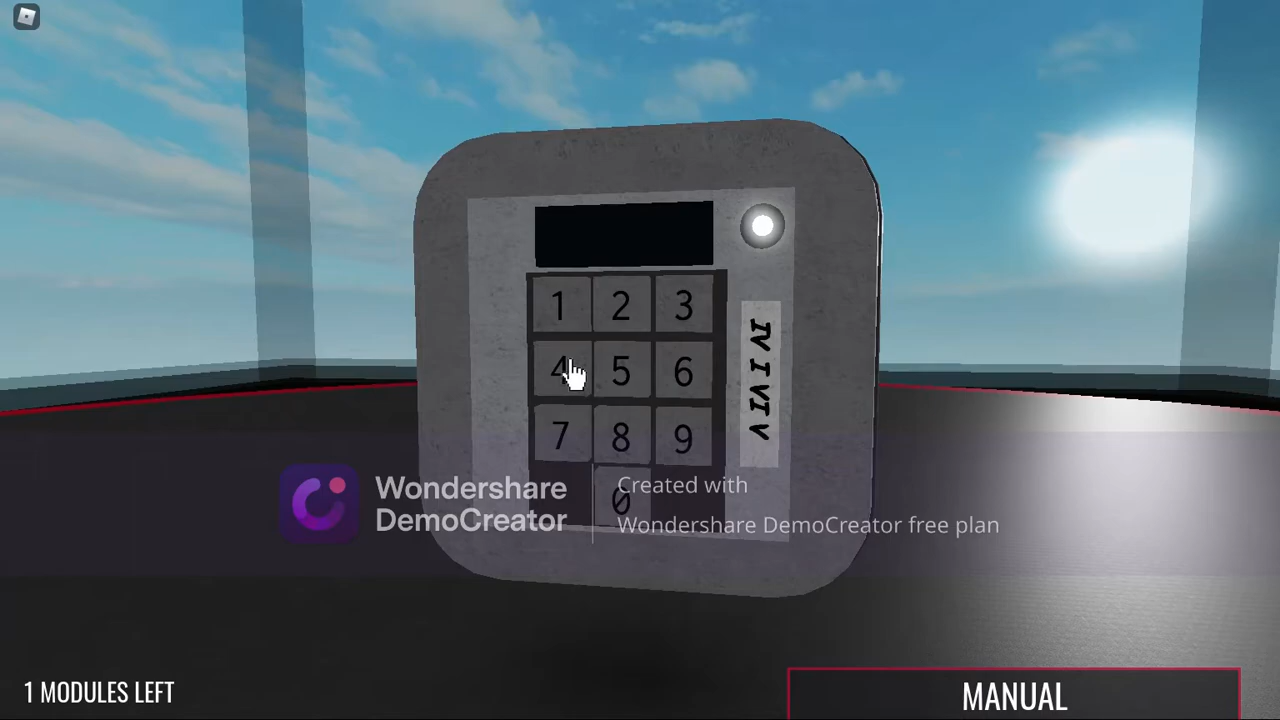 1 2 3
4 5 6
7 8 9
0
IV I VI V
Wondershare
DemoCreator
Created with
Wondershare DemoCreator free plan
1 MODULES LEFT
MANUAL